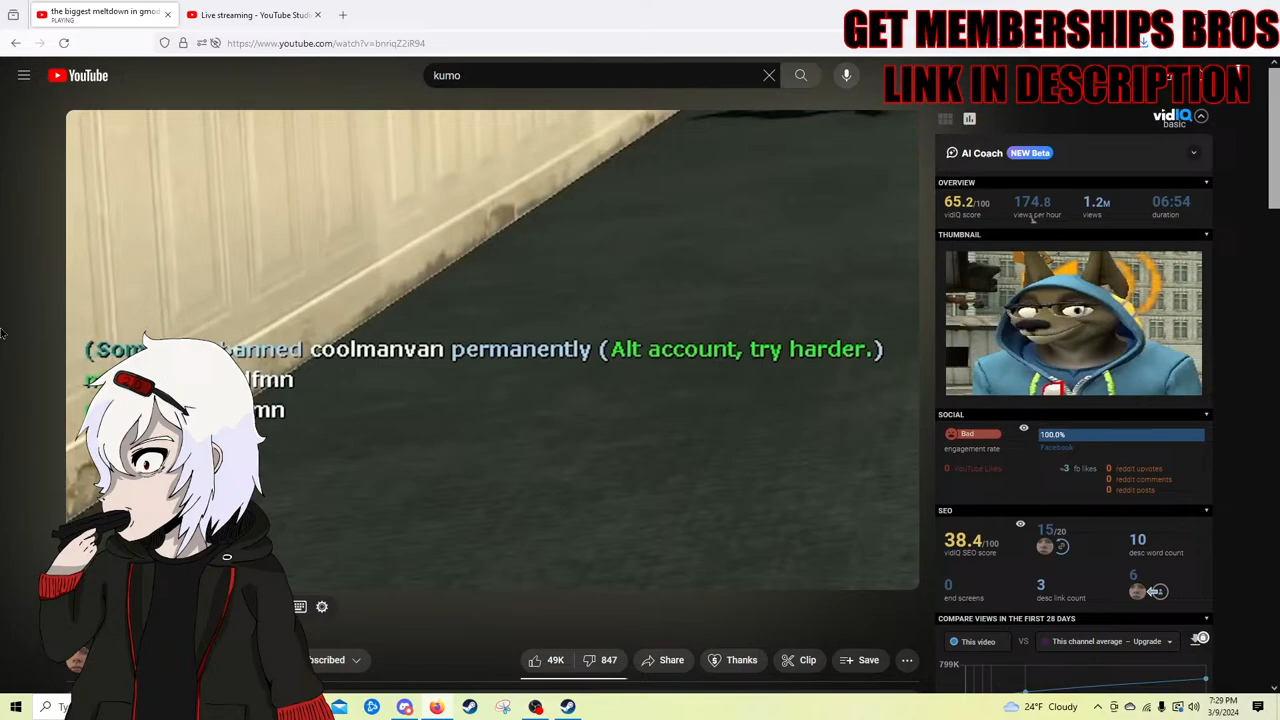 the biggest meltdown in gmod
PLAYING
Live streaming - YouTube Studi
GET MEMBERSHIPS BROS
https://www.youtube.com/watch?v=bnriqZ2iR94
YouTube
kumo
LINK IN DESCRIPTION
vidIQ
basic
AI Coach NEW Beta
OVERVIEW
65.2/100 174.8 1.2M 06:54
vidIQ score views per hour views duration
THUMBNAIL
banned coolmanvan permanently (Alt account, try harder.)
SOCIAL
Bad 100.0%
engagement rate Facebook
0 YouTube Likes ≈3 fb likes 0 reddit upvotes
0 reddit comments
0 reddit posts
SEO
38.4/100 15/20 10
vidIQ SEO score desc word count
6
0 3
end screens desc link count
COMPARE VIEWS IN THE FIRST 28 DAYS
This video VS This channel average – Upgrade
49K 847 Share Thanks Clip Save
799K
24°F Cloudy
7:29 PM
3/9/2024